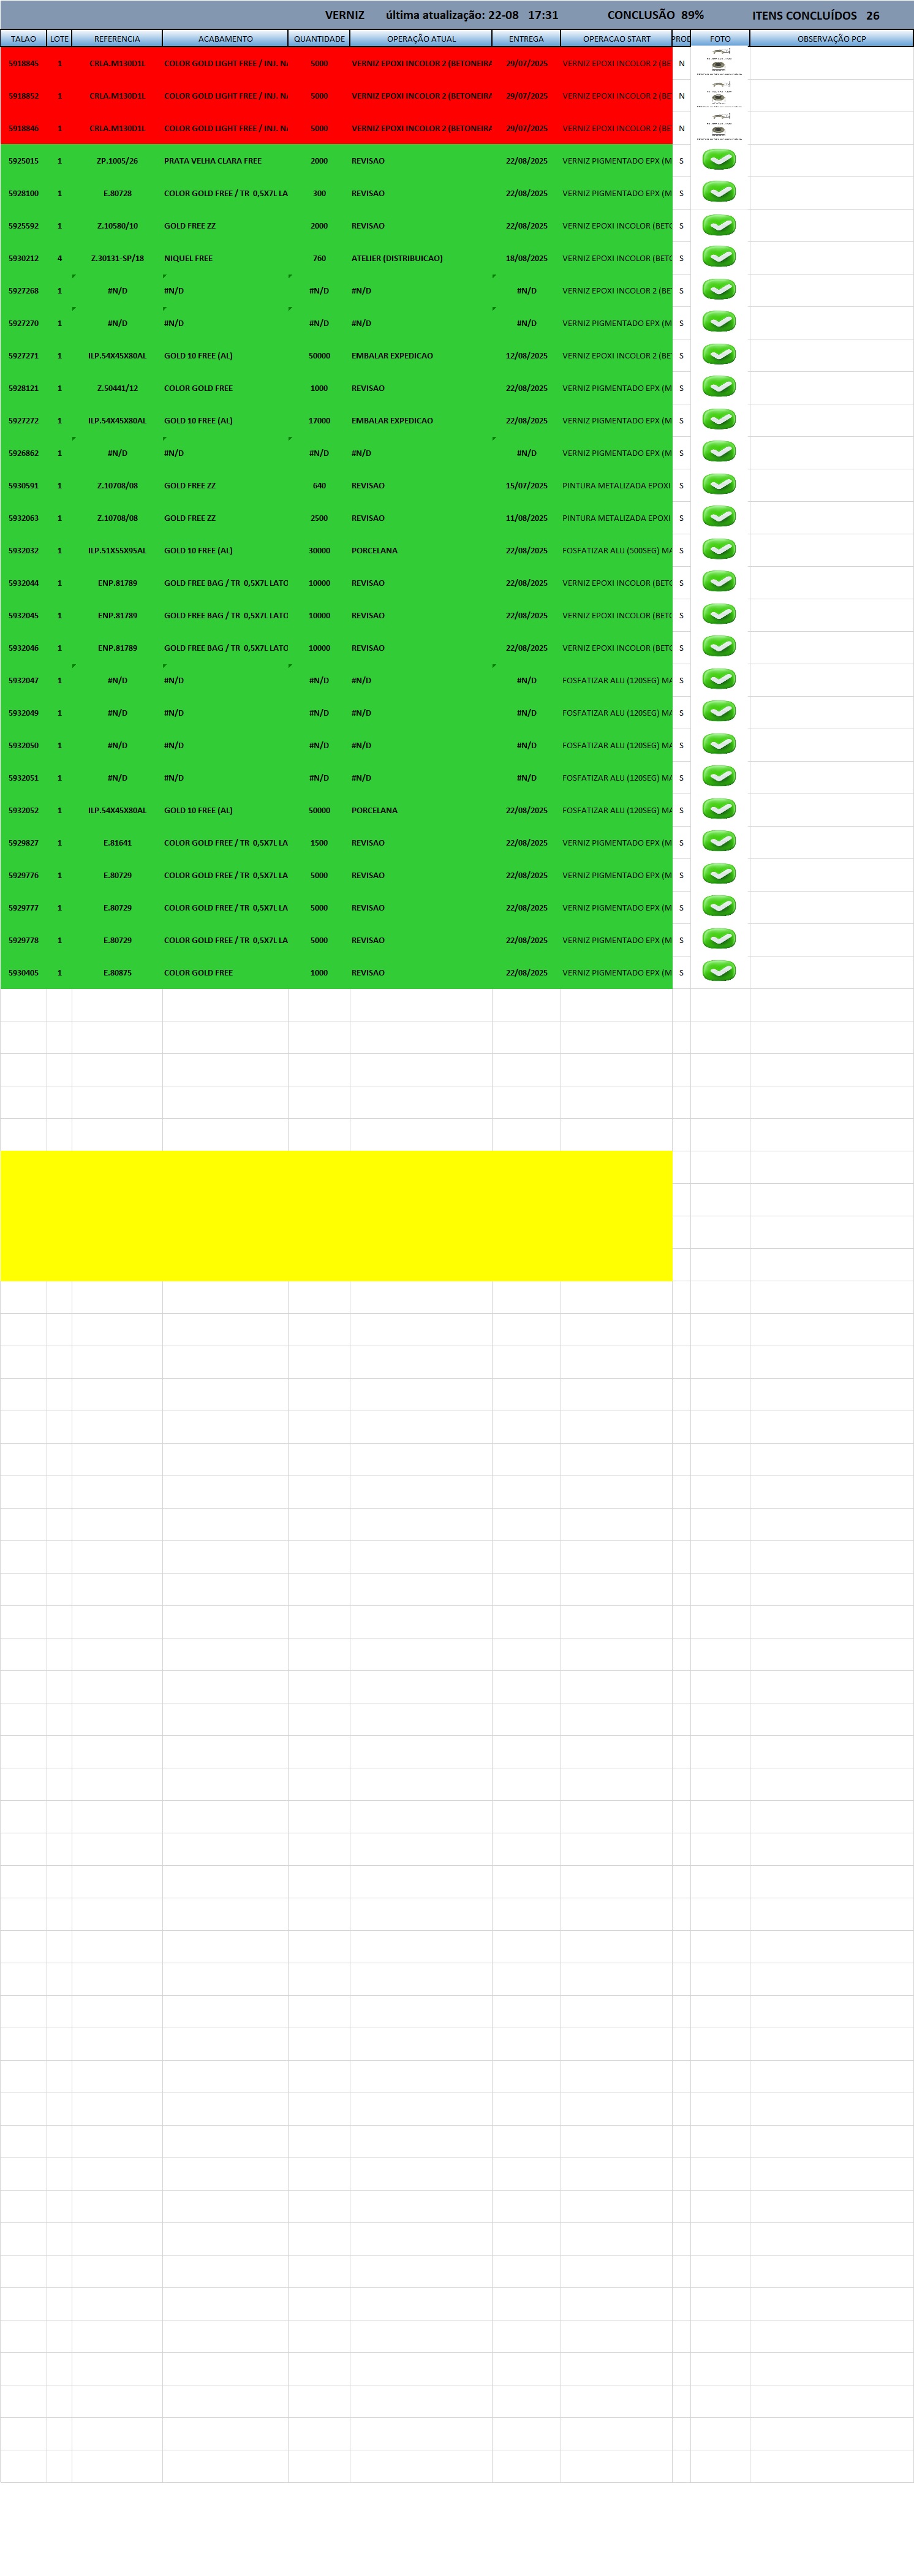 VERNIZ última atualização: 22-08 17:31 CONCLUSÃO 89% ITENS CONCLUÍDOS 26
TALAO LOTE REFERENCIA ACABAMENTO QUANTIDADE OPERAÇÃO ATUAL ENTREGA OPERACAO START PROD FOTO OBSERVAÇÃO PCP
5918845 1 CRLA.M130D1L COLOR GOLD LIGHT FREE / INJ. NA 5000 VERNIZ EPOXI INCOLOR 2 (BETONEIRA 29/07/2025 VERNIZ EPOXI INCOLOR 2 (BE N
5918852 1 CRLA.M130D1L COLOR GOLD LIGHT FREE / INJ. NA 5000 VERNIZ EPOXI INCOLOR 2 (BETONEIRA 29/07/2025 VERNIZ EPOXI INCOLOR 2 (BE N
5918846 1 CRLA.M130D1L COLOR GOLD LIGHT FREE / INJ. NA 5000 VERNIZ EPOXI INCOLOR 2 (BETONEIRA 29/07/2025 VERNIZ EPOXI INCOLOR 2 (BE N
5925015 1 ZP.1005/26 PRATA VELHA CLARA FREE 2000 REVISAO 22/08/2025 VERNIZ PIGMENTADO EPX (M S
5928100 1 E.80728 COLOR GOLD FREE / TR 0,5X7L LA 300 REVISAO 22/08/2025 VERNIZ PIGMENTADO EPX (M S
5925592 1 Z.10580/10 GOLD FREE ZZ 2000 REVISAO 22/08/2025 VERNIZ EPOXI INCOLOR (BETO S
5930212 4 Z.30131-SP/18 NIQUEL FREE 760 ATELIER (DISTRIBUICAO) 18/08/2025 VERNIZ EPOXI INCOLOR (BETO S
5927268 1 #N/D #N/D #N/D #N/D #N/D VERNIZ EPOXI INCOLOR 2 (BE S
5927270 1 #N/D #N/D #N/D #N/D #N/D VERNIZ PIGMENTADO EPX (M S
5927271 1 ILP.54X45X80AL GOLD 10 FREE (AL) 50000 EMBALAR EXPEDICAO 12/08/2025 VERNIZ EPOXI INCOLOR 2 (BE S
5928121 1 Z.50441/12 COLOR GOLD FREE 1000 REVISAO 22/08/2025 VERNIZ PIGMENTADO EPX (M S
5927272 1 ILP.54X45X80AL GOLD 10 FREE (AL) 17000 EMBALAR EXPEDICAO 22/08/2025 VERNIZ PIGMENTADO EPX (M S
5926862 1 #N/D #N/D #N/D #N/D #N/D VERNIZ PIGMENTADO EPX (M S
5930591 1 Z.10708/08 GOLD FREE ZZ 640 REVISAO 15/07/2025 PINTURA METALIZADA EPOXI S
5932063 1 Z.10708/08 GOLD FREE ZZ 2500 REVISAO 11/08/2025 PINTURA METALIZADA EPOXI S
5932032 1 ILP.51X55X95AL GOLD 10 FREE (AL) 30000 PORCELANA 22/08/2025 FOSFATIZAR ALU (500SEG) MA S
5932044 1 ENP.81789 GOLD FREE BAG / TR 0,5X7L LATO 10000 REVISAO 22/08/2025 VERNIZ EPOXI INCOLOR (BETO S
5932045 1 ENP.81789 GOLD FREE BAG / TR 0,5X7L LATO 10000 REVISAO 22/08/2025 VERNIZ EPOXI INCOLOR (BETO S
5932046 1 ENP.81789 GOLD FREE BAG / TR 0,5X7L LATO 10000 REVISAO 22/08/2025 VERNIZ EPOXI INCOLOR (BETO S
5932047 1 #N/D #N/D #N/D #N/D #N/D FOSFATIZAR ALU (120SEG) MA S
5932049 1 #N/D #N/D #N/D #N/D #N/D FOSFATIZAR ALU (120SEG) MA S
5932050 1 #N/D #N/D #N/D #N/D #N/D FOSFATIZAR ALU (120SEG) MA S
5932051 1 #N/D #N/D #N/D #N/D #N/D FOSFATIZAR ALU (120SEG) MA S
5932052 1 ILP.54X45X80AL GOLD 10 FREE (AL) 50000 PORCELANA 22/08/2025 FOSFATIZAR ALU (120SEG) MA S
5929827 1 E.81641 COLOR GOLD FREE / TR 0,5X7L LA 1500 REVISAO 22/08/2025 VERNIZ PIGMENTADO EPX (M S
5929776 1 E.80729 COLOR GOLD FREE / TR 0,5X7L LA 5000 REVISAO 22/08/2025 VERNIZ PIGMENTADO EPX (M S
5929777 1 E.80729 COLOR GOLD FREE / TR 0,5X7L LA 5000 REVISAO 22/08/2025 VERNIZ PIGMENTADO EPX (M S
5929778 1 E.80729 COLOR GOLD FREE / TR 0,5X7L LA 5000 REVISAO 22/08/2025 VERNIZ PIGMENTADO EPX (M S
5930405 1 E.80875 COLOR GOLD FREE 1000 REVISAO 22/08/2025 VERNIZ PIGMENTADO EPX (M S